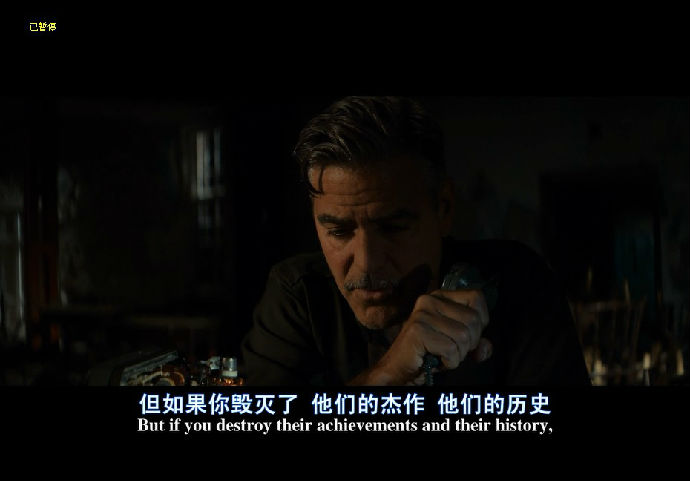 已暂停
但如果你毁灭了 他们的杰作 他们的历史
But if you destroy their achievements and their history,